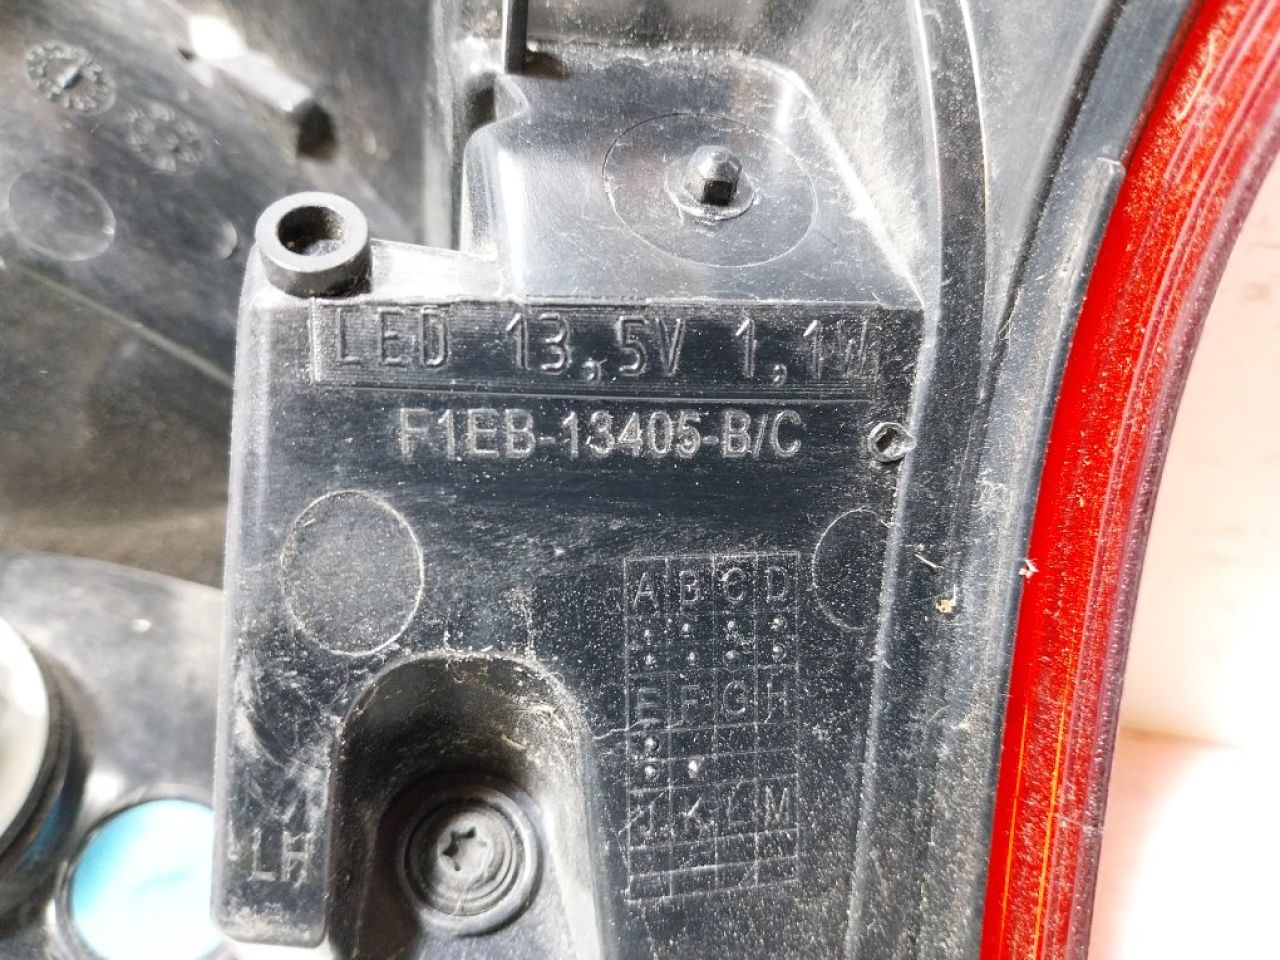 LED 13,5V 1,1W
F1EB-13405-B/C
A B C D
E F G H
J K L M
LH